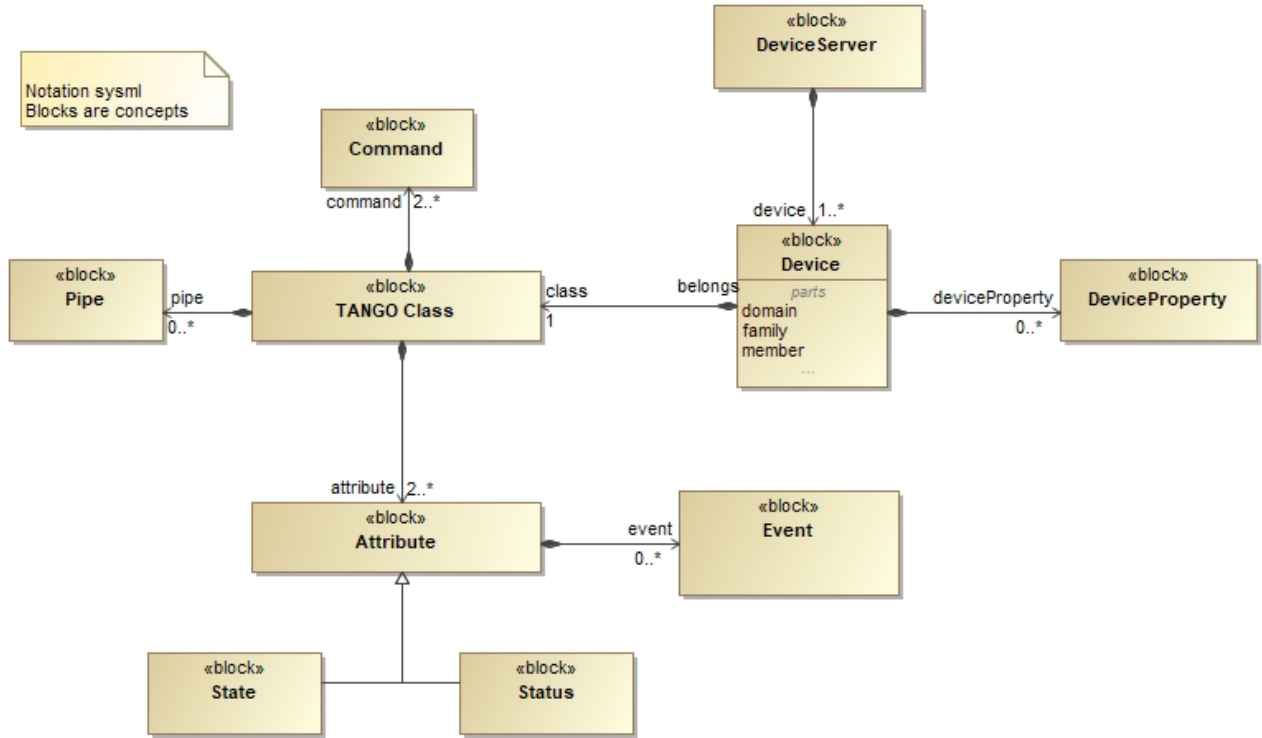 «block»
DeviceServer
Notation sysml
Blocks are concepts
«block»
Command
command 2..*
device 1..*
«block»
Pipe
pipe
0..*
«block»
TANGO Class
class
1
belongs
«block»
Device
parts
domain
family
member
...
deviceProperty
0..*
«block»
DeviceProperty
attribute 2..*
«block»
Attribute
event
0..*
«block»
Event
«block»
State
«block»
Status